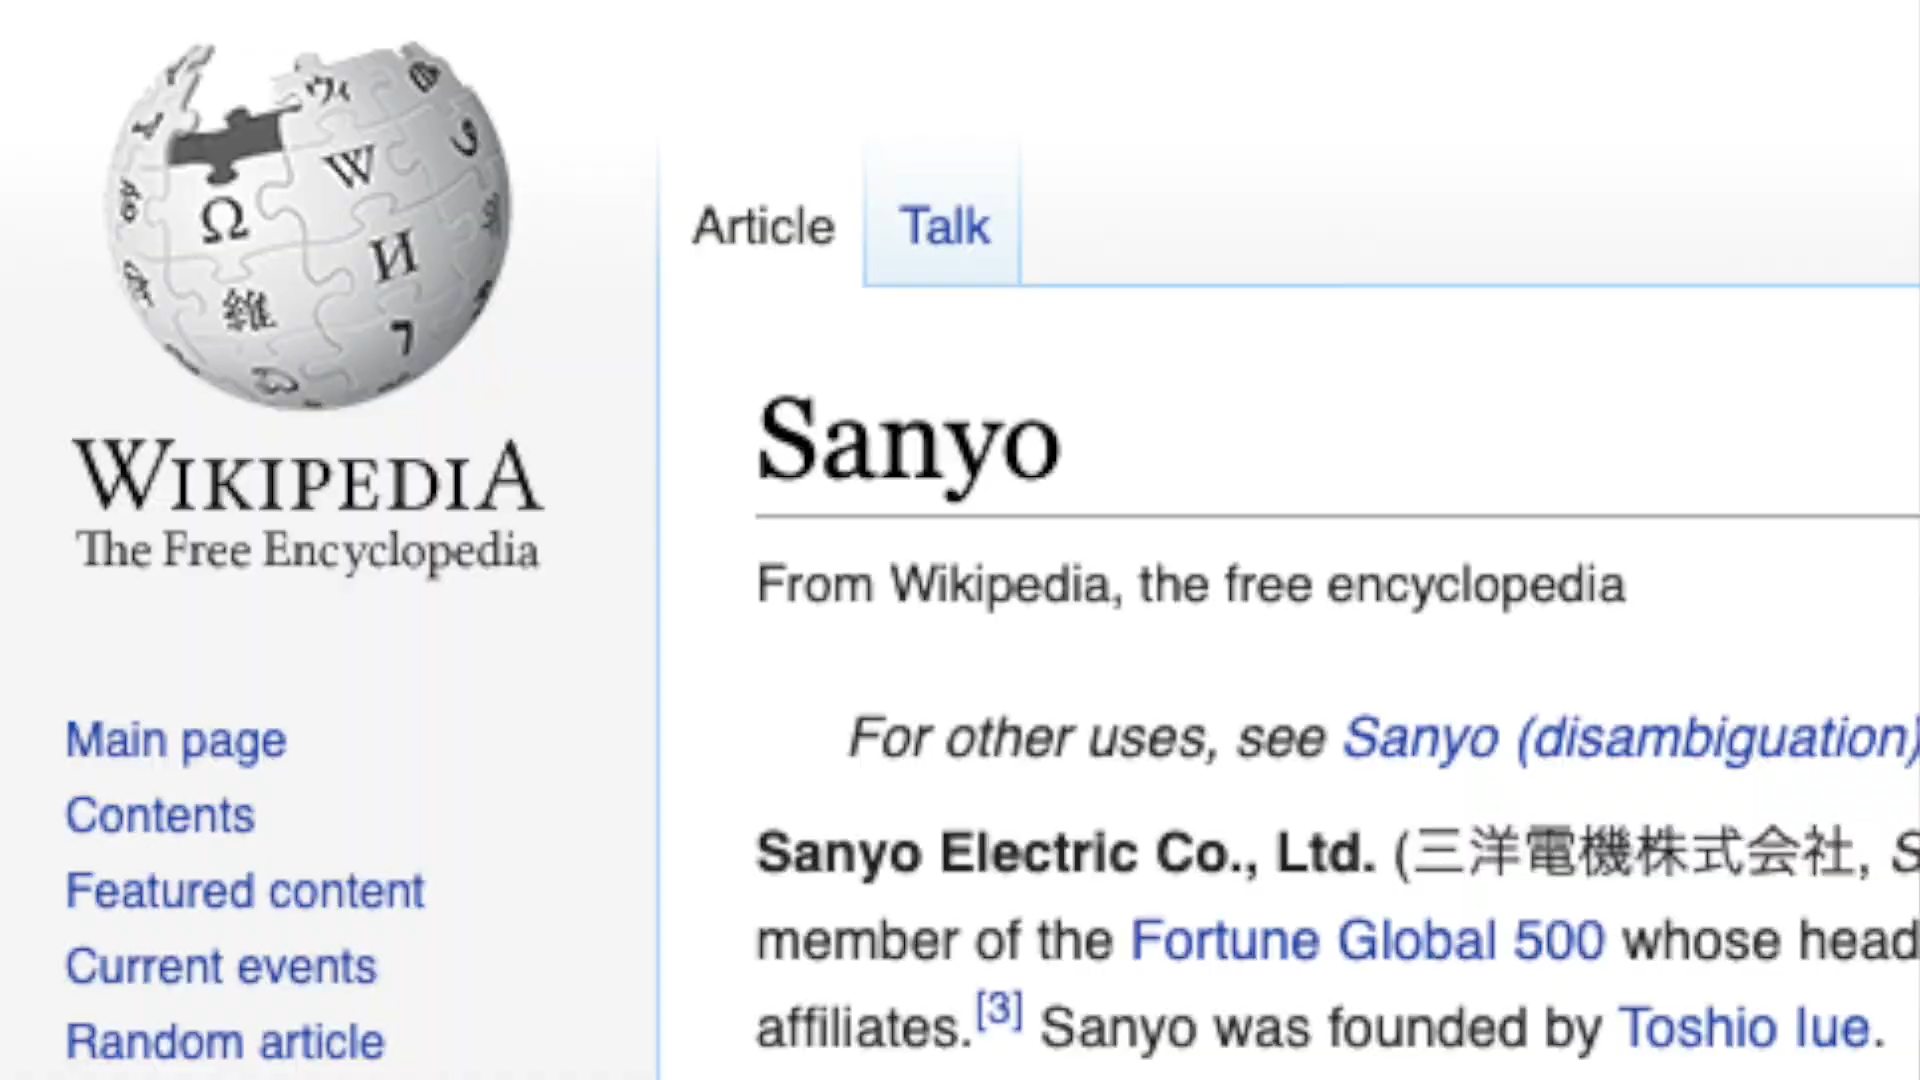 WIKIPEDIA
The Free Encyclopedia
Main page
Contents
Featured content
Current events
Random article
Article
Talk
Sanyo
From Wikipedia, the free encyclopedia
For other uses, see Sanyo (disambiguation)
Sanyo Electric Co., Ltd. (三洋電機株式会社, S
member of the Fortune Global 500 whose head
affiliates.[3] Sanyo was founded by Toshio Iue.